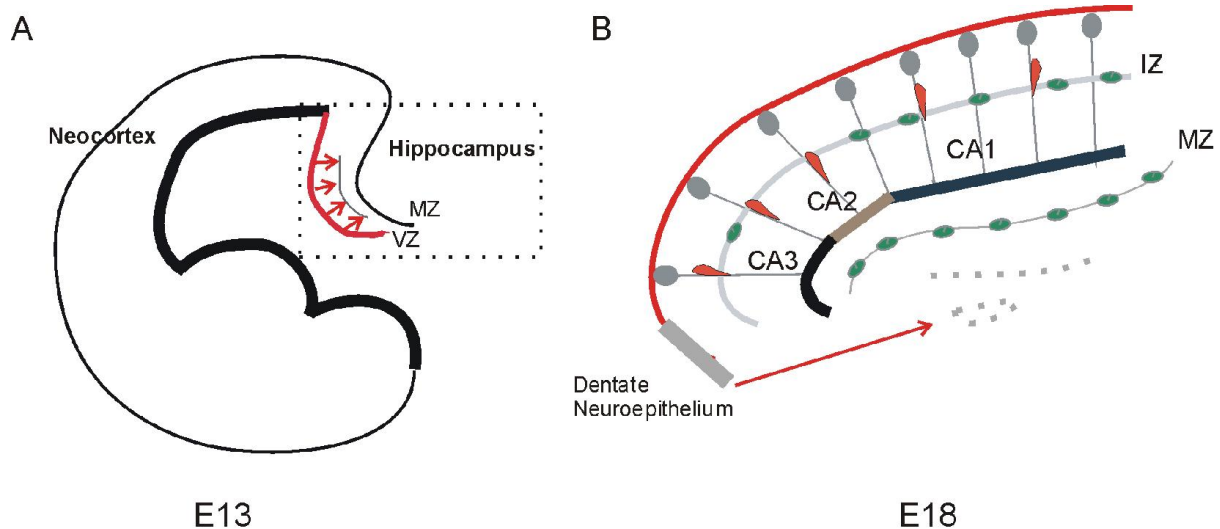 A
Neocortex
Hippocampus
MZ
VZ
E13
B
IZ
MZ
CA1
CA2
CA3
Dentate
Neuroepithelium
E18